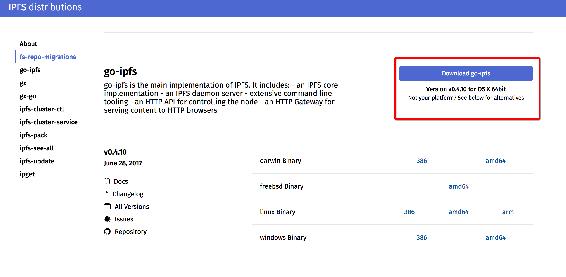 IPFS distributions
About
fs-repo-migrations
go-ipfs
gx
gx-go
ipfs-cluster-ctl
ipfs-cluster-service
ipfs-pack
ipfs-see-all
ipfs-update
ipget
go-ipfs
go-ipfs is the main implementation of IPFS. It includes: - an IPFS core
implementation - an IPFS daemon server - extensive command line
tooling - an HTTP API for controlling the node - an HTTP Gateway for
serving content to HTTP browsers
Download go-ipfs
Version v0.4.10 for OS X 64bit
Not your platform? See below for alternatives
v0.4.10
June 28, 2017
Docs
Changelog
All Versions
Issues
Repository
darwin Binary 386 amd64
freebsd Binary amd64
linux Binary 386 amd64 arm
windows Binary 386 amd64